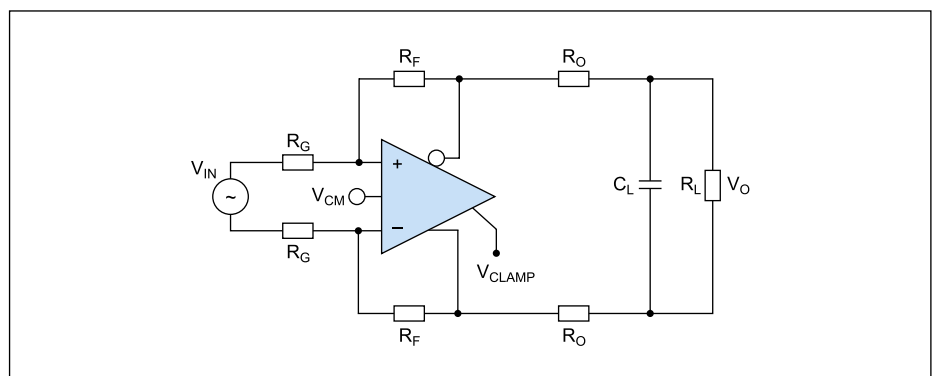 R_F
R_O
R_G
V_IN
~
+
V_CM
−
R_G
V_CLAMP
C_L
R_L
V_O
R_F
R_O